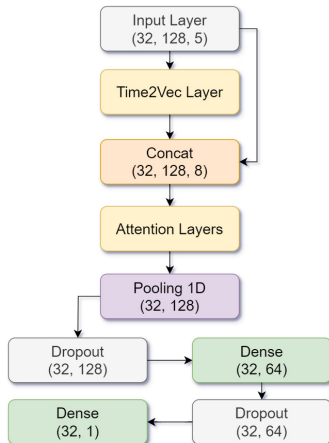 Input Layer
(32, 128, 5)
Time2Vec Layer
Concat
(32, 128, 8)
Attention Layers
Pooling 1D
(32, 128)
Dropout
(32, 128)
Dense
(32, 64)
Dense
(32, 1)
Dropout
(32, 64)